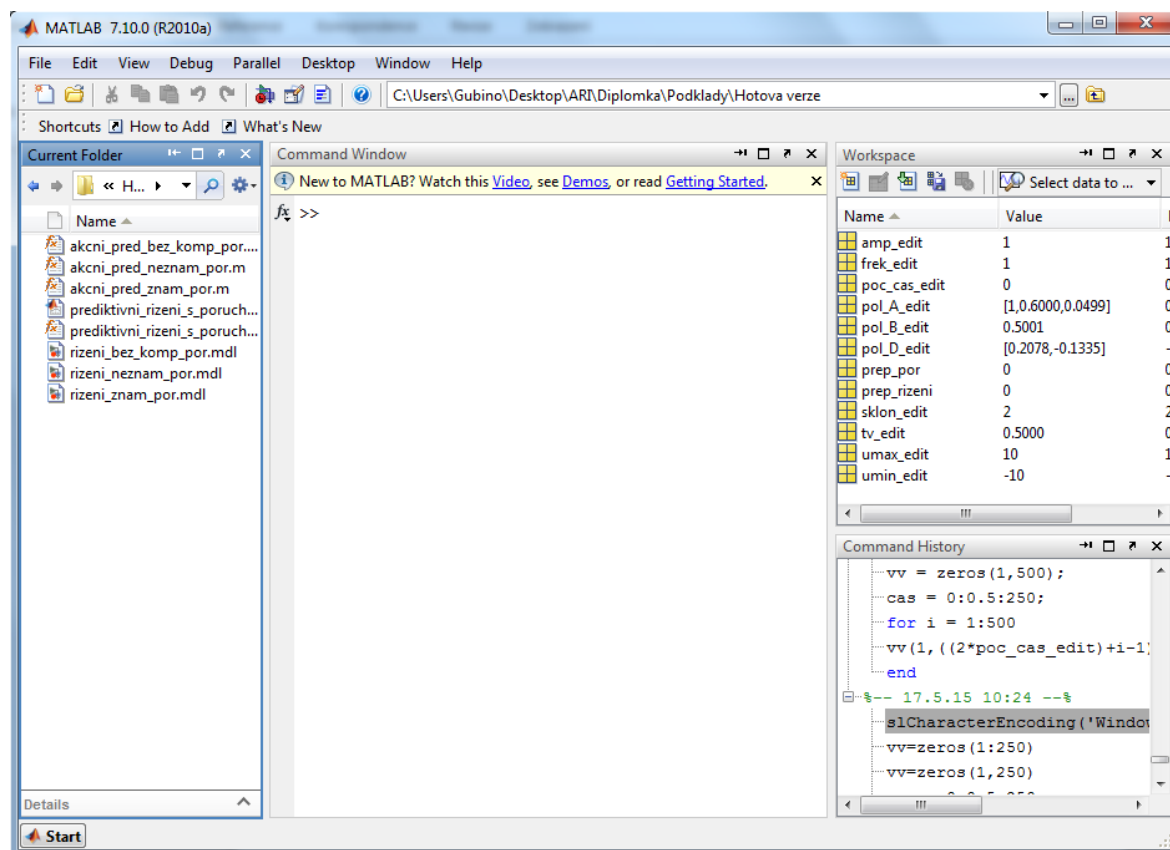 MATLAB 7.10.0 (R2010a)
File Edit View Debug Parallel Desktop Window Help
C:\Users\Gubino\Desktop\ARI\Diplomka\Podklady\Hotova verze
Shortcuts How to Add What's New
Current Folder
« H...
Name
akcni_pred_bez_komp_por....
akcni_pred_neznam_por.m
akcni_pred_znam_por.m
prediktivni_rizeni_s_poruch...
prediktivni_rizeni_s_poruch...
rizeni_bez_komp_por.mdl
rizeni_neznam_por.mdl
rizeni_znam_por.mdl
Details
Command Window
New to MATLAB? Watch this Video, see Demos, or read Getting Started.
fx >>
Workspace
Select data to ...
Name Value
amp_edit 1
frek_edit 1
poc_cas_edit 0
pol_A_edit [1,0.6000,0.0499]
pol_B_edit 0.5001
pol_D_edit [0.2078,-0.1335]
prep_por 0
prep_rizeni 0
sklon_edit 2
tv_edit 0.5000
umax_edit 10
umin_edit -10
Command History
vv = zeros(1,500);
cas = 0:0.5:250;
for i = 1:500
vv(1,((2*poc_cas_edit)+i-1)
end
%-- 17.5.15 10:24 --%
slCharacterEncoding('Window
vv=zeros(1:250)
vv=zeros(1,250)
Start